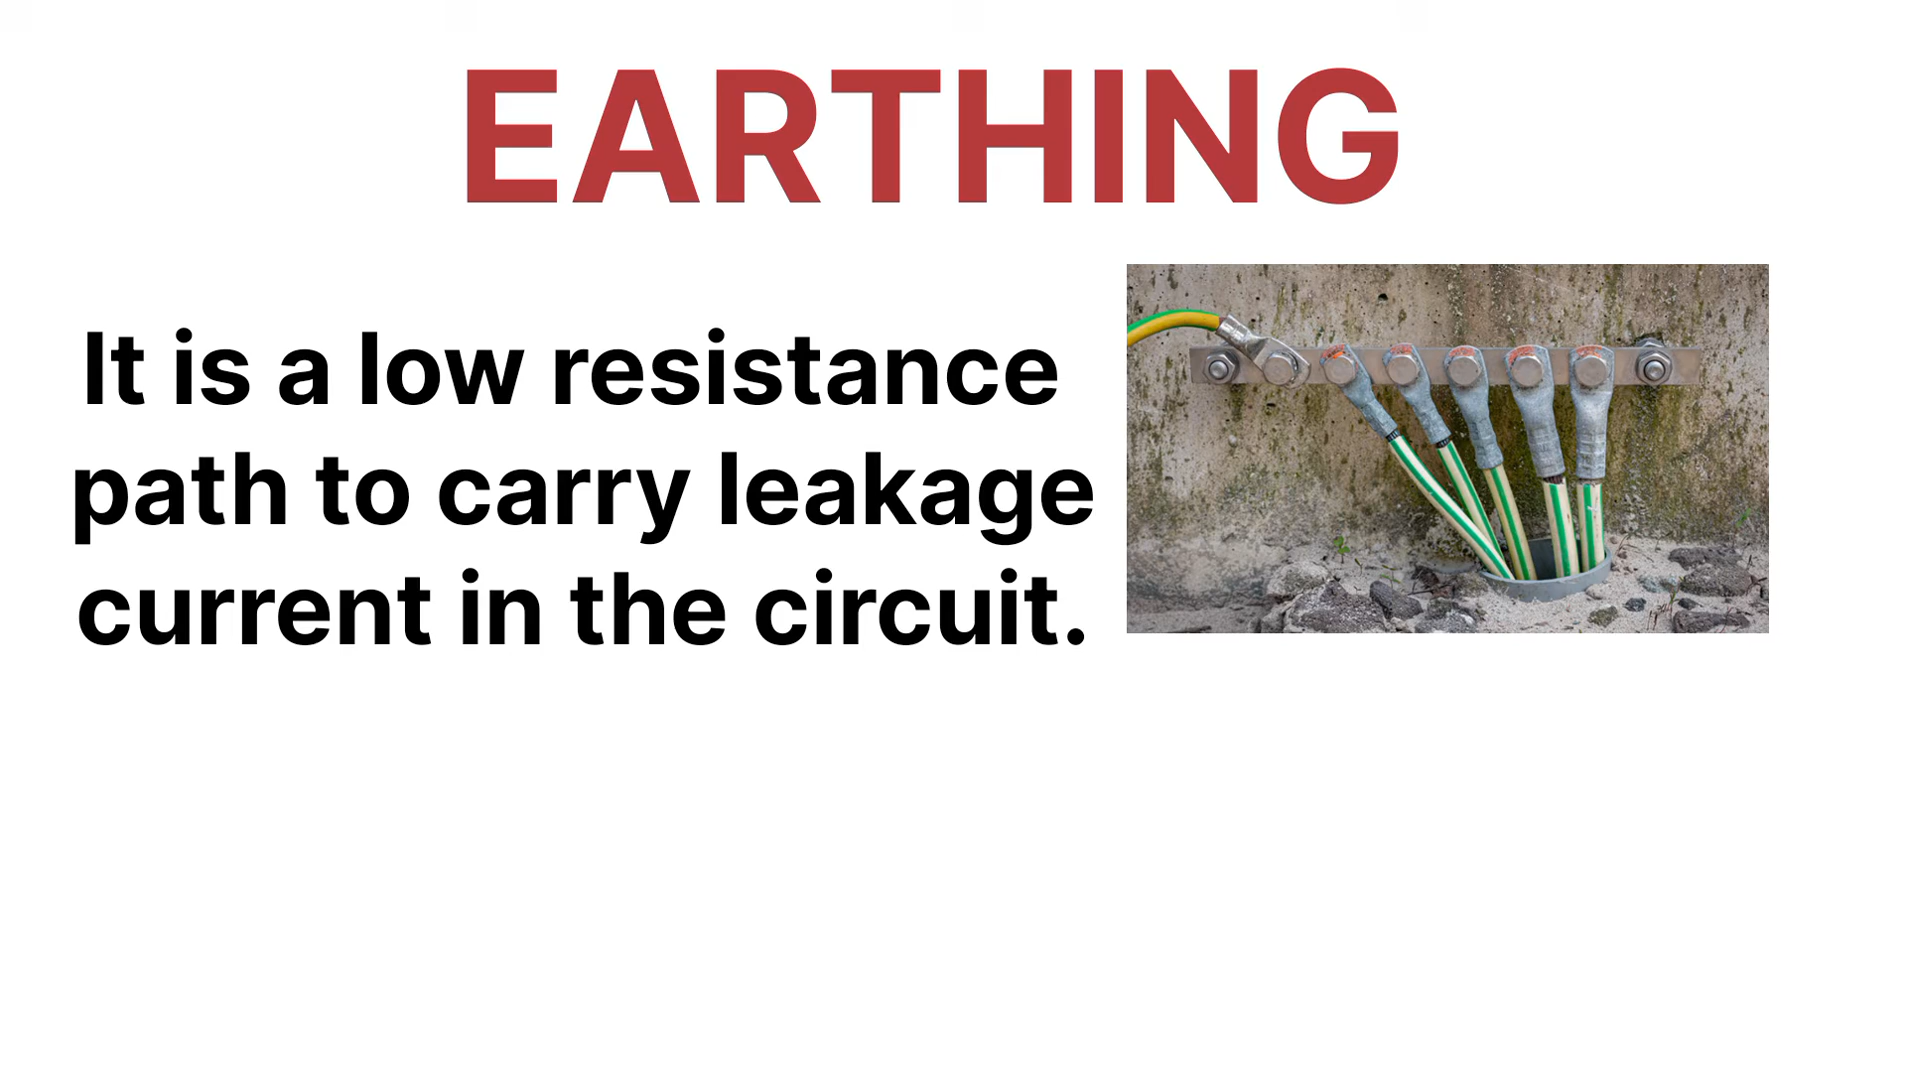 EARTHING
It is a low resistance
path to carry leakage
current in the circuit.